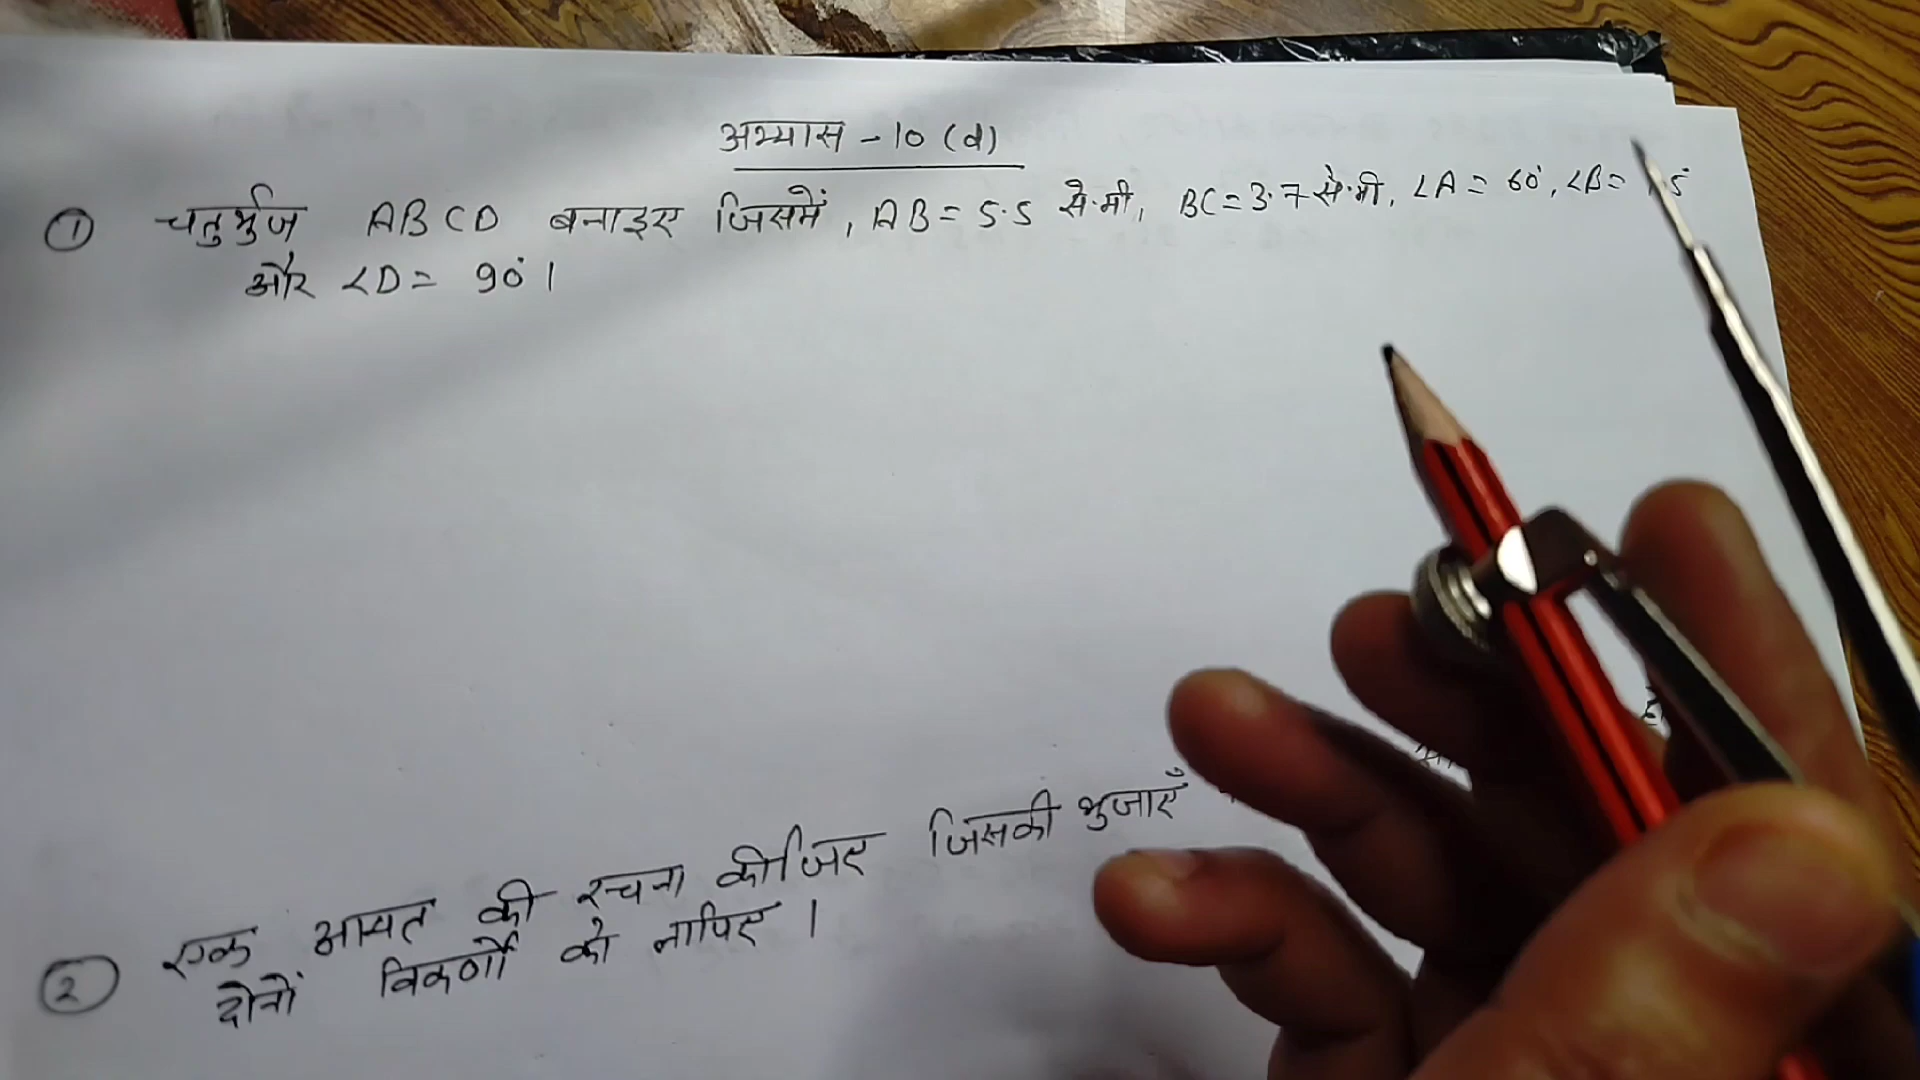 अभ्यास - 10 (d)
① चतुर्भुज ABCD बनाइए जिसमें, AB = 5.5 से.मी, BC = 3.7 से.मी, ∠A = 60°, ∠B =
और ∠D = 90° ।
② एक आयत की रचना कीजिए जिसकी भुजाएँ
दोनों विकर्णों को नापिए ।